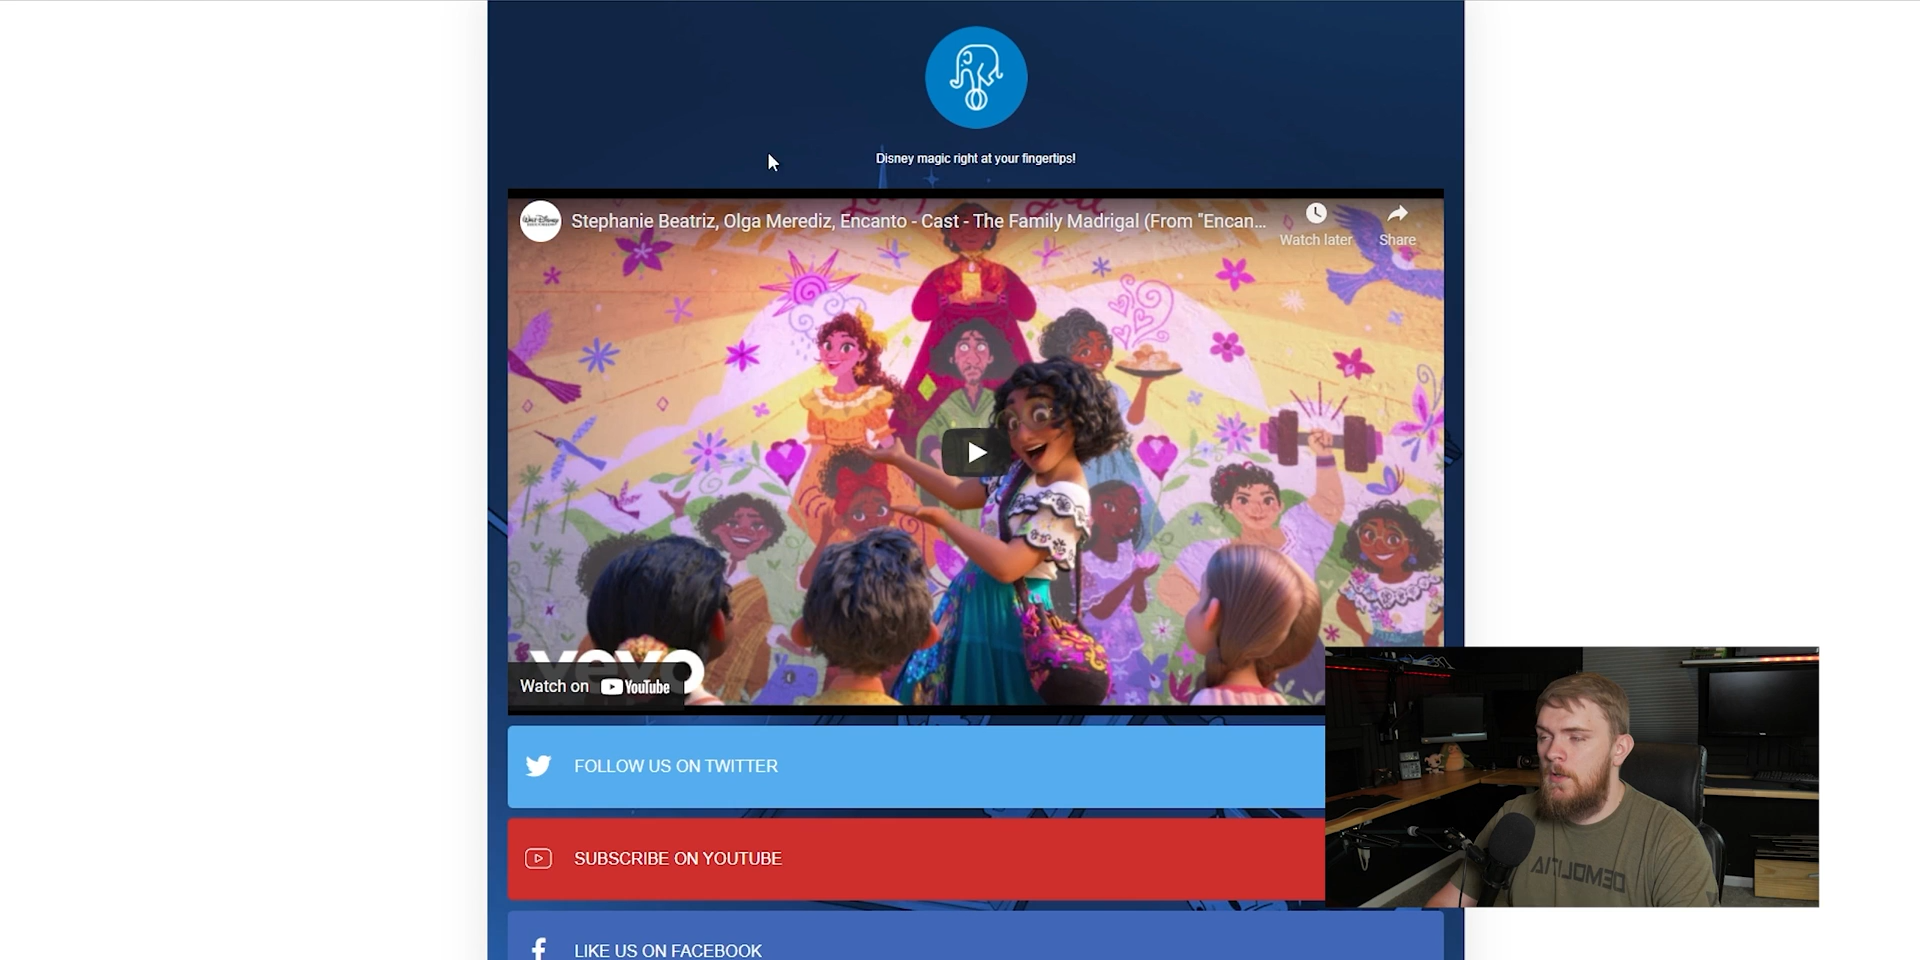 Disney magic right at your fingertips!
Stephanie Beatriz, Olga Merediz, Encanto - Cast - The Family Madrigal (From "Encan...
Watch later
Share
vevo
Watch on YouTube
FOLLOW US ON TWITTER
SUBSCRIBE ON YOUTUBE
LIKE US ON FACEBOOK